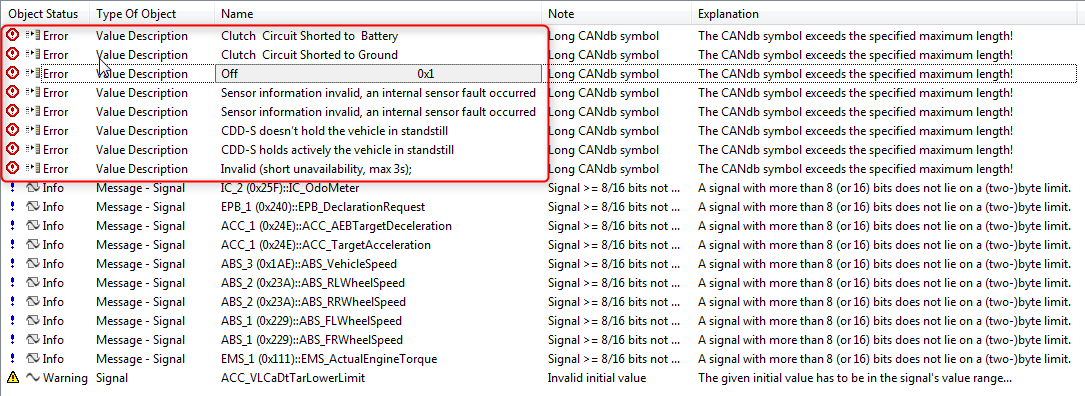 Object Status Type Of Object Name Note Explanation
Error Value Description Clutch  Circuit Shorted to  Battery Long CANdb symbol The CANdb symbol exceeds the specified maximum length!
Error Value Description Clutch  Circuit Shorted to Ground Long CANdb symbol The CANdb symbol exceeds the specified maximum length!
Error Value Description Off 0x1 Long CANdb symbol The CANdb symbol exceeds the specified maximum length!
Error Value Description Sensor information invalid, an internal sensor fault occurred Long CANdb symbol The CANdb symbol exceeds the specified maximum length!
Error Value Description Sensor information invalid, an internal sensor fault occurred Long CANdb symbol The CANdb symbol exceeds the specified maximum length!
Error Value Description CDD-S doesn't hold the vehicle in standstill Long CANdb symbol The CANdb symbol exceeds the specified maximum length!
Error Value Description CDD-S holds actively the vehicle in standstill Long CANdb symbol The CANdb symbol exceeds the specified maximum length!
Error Value Description Invalid (short unavailability, max 3s); Long CANdb symbol The CANdb symbol exceeds the specified maximum length!
Info Message - Signal IC_2 (0x25F)::IC_OdoMeter Signal >= 8/16 bits not ... A signal with more than 8 (or 16) bits does not lie on a (two-)byte limit.
Info Message - Signal EPB_1 (0x240)::EPB_DeclarationRequest Signal >= 8/16 bits not ... A signal with more than 8 (or 16) bits does not lie on a (two-)byte limit.
Info Message - Signal ACC_1 (0x24E)::ACC_AEBTargetDeceleration Signal >= 8/16 bits not ... A signal with more than 8 (or 16) bits does not lie on a (two-)byte limit.
Info Message - Signal ACC_1 (0x24E)::ACC_TargetAcceleration Signal >= 8/16 bits not ... A signal with more than 8 (or 16) bits does not lie on a (two-)byte limit.
Info Message - Signal ABS_3 (0x1AE)::ABS_VehicleSpeed Signal >= 8/16 bits not ... A signal with more than 8 (or 16) bits does not lie on a (two-)byte limit.
Info Message - Signal ABS_2 (0x23A)::ABS_RLWheelSpeed Signal >= 8/16 bits not ... A signal with more than 8 (or 16) bits does not lie on a (two-)byte limit.
Info Message - Signal ABS_2 (0x23A)::ABS_RRWheelSpeed Signal >= 8/16 bits not ... A signal with more than 8 (or 16) bits does not lie on a (two-)byte limit.
Info Message - Signal ABS_1 (0x229)::ABS_FLWheelSpeed Signal >= 8/16 bits not ... A signal with more than 8 (or 16) bits does not lie on a (two-)byte limit.
Info Message - Signal ABS_1 (0x229)::ABS_FRWheelSpeed Signal >= 8/16 bits not ... A signal with more than 8 (or 16) bits does not lie on a (two-)byte limit.
Info Message - Signal EMS_1 (0x111)::EMS_ActualEngineTorque Signal >= 8/16 bits not ... A signal with more than 8 (or 16) bits does not lie on a (two-)byte limit.
Warning Signal ACC_VLCaDtTarLowerLimit Invalid initial value The given initial value has to be in the signal's value range...